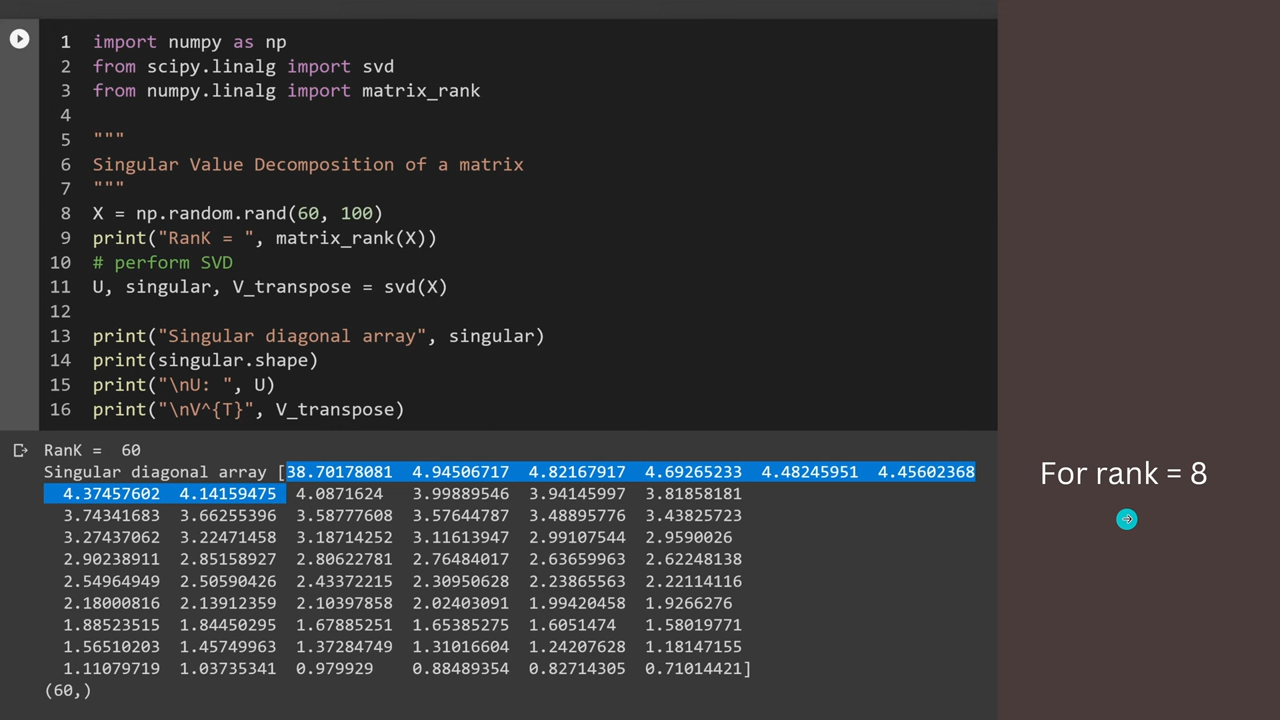 1 import numpy as np
2 from scipy.linalg import svd
3 from numpy.linalg import matrix_rank
4
5 """
6 Singular Value Decomposition of a matrix
7 """
8 X = np.random.rand(60, 100)
9 print("RanK = ", matrix_rank(X))
10 # perform SVD
11 U, singular, V_transpose = svd(X)
12
13 print("Singular diagonal array", singular)
14 print(singular.shape)
15 print("\nU: ", U)
16 print("\nV^{T}", V_transpose)
RanK =  60
Singular diagonal array [38.70178081 4.94506717 4.82167917 4.69265233 4.48245951 4.45602368
4.37457602 4.14159475 4.0871624 3.99889546 3.94145997 3.81858181
3.74341683 3.66255396 3.58777608 3.57644787 3.48895776 3.43825723
3.27437062 3.22471458 3.18714252 3.11613947 2.99107544 2.9590026
2.90238911 2.85158927 2.80622781 2.76484017 2.63659963 2.62248138
2.54964949 2.50590426 2.43372215 2.30950628 2.23865563 2.22114116
2.18000816 2.13912359 2.10397858 2.02403091 1.99420458 1.9266276
1.88523515 1.84450295 1.67885251 1.65385275 1.6051474 1.58019771
1.56510203 1.45749963 1.37284749 1.31016604 1.24207628 1.18147155
1.11079719 1.03735341 0.979929 0.88489354 0.82714305 0.71014421]
(60,)
For rank = 8